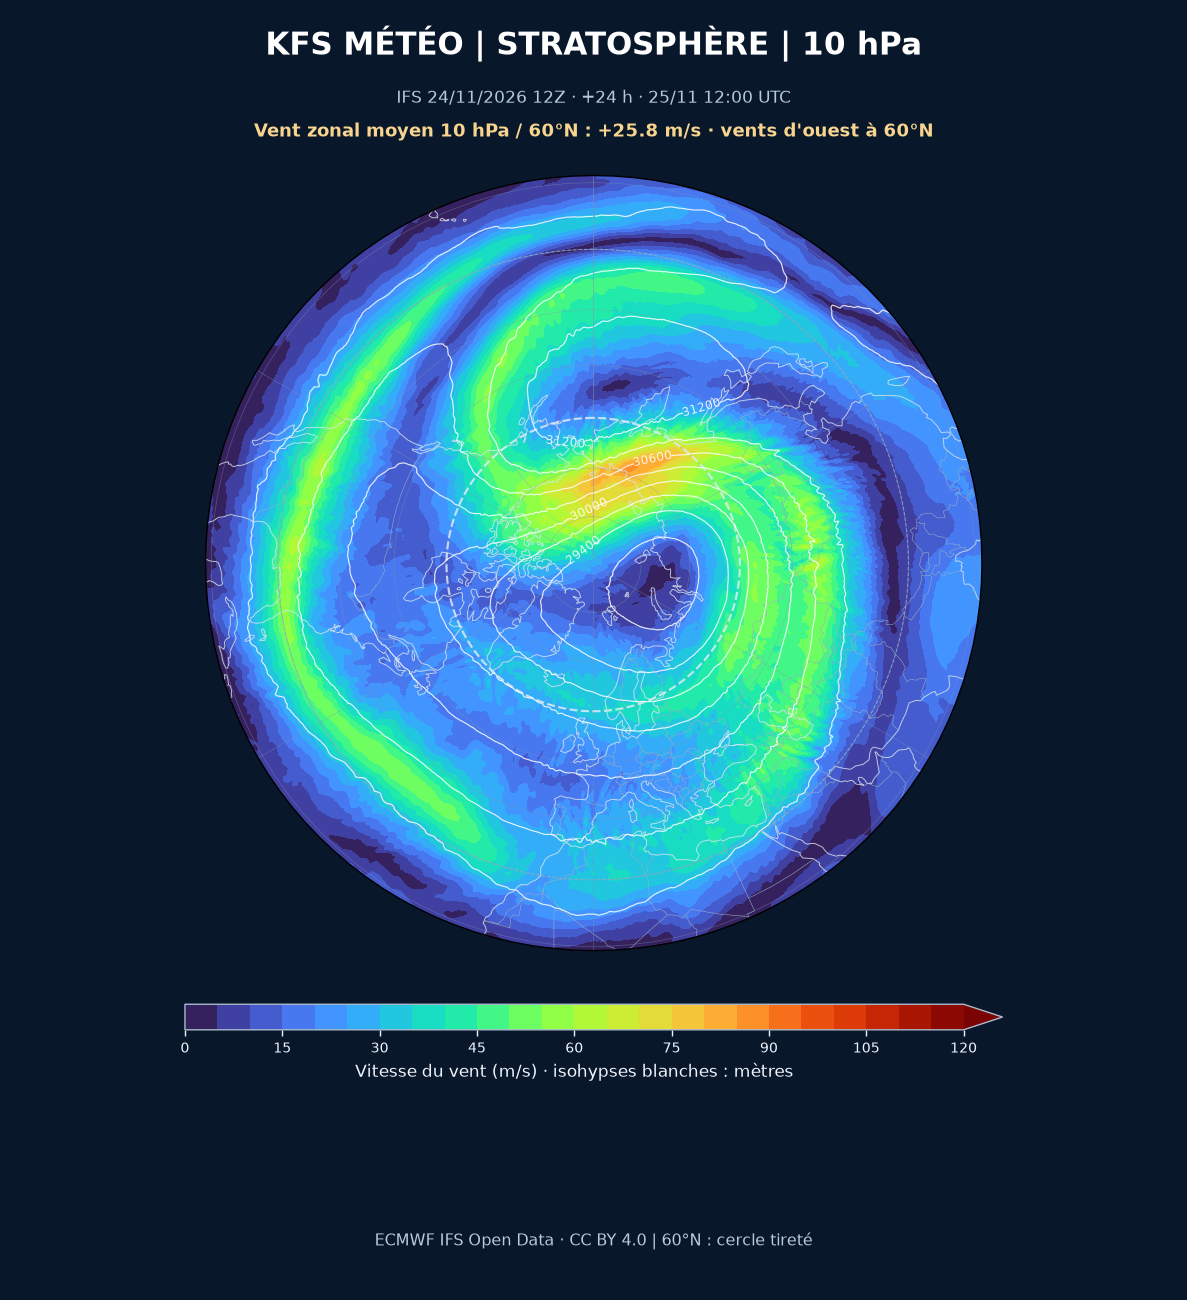 KFS MÉTÉO | STRATOSPHÈRE | 10 hPa
IFS 24/11/2026 12Z · +24 h · 25/11 12:00 UTC
Vent zonal moyen 10 hPa / 60°N : +25.8 m/s · vents d'ouest à 60°N
31200
31200
30600
30000
29400
0 15 30 45 60 75 90 105 120
Vitesse du vent (m/s) · isohypses blanches : mètres
ECMWF IFS Open Data · CC BY 4.0 | 60°N : cercle tireté